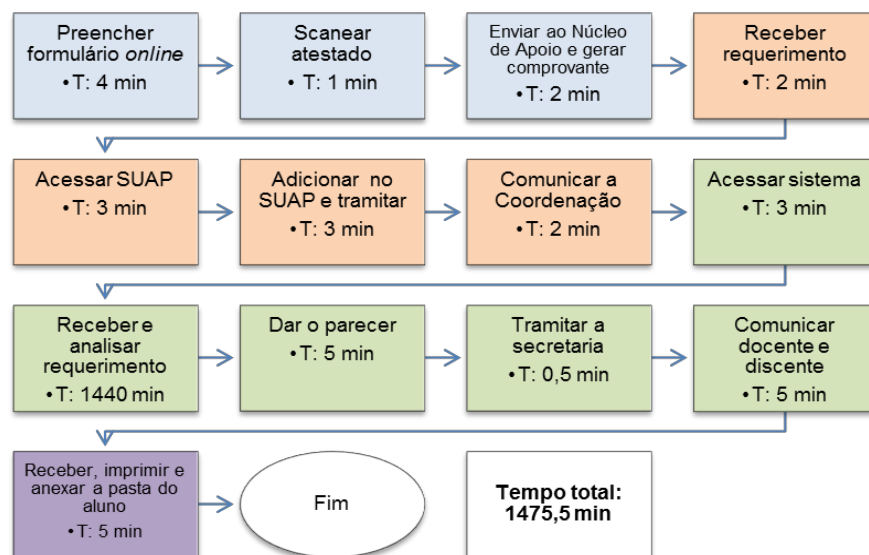 Preencher
formulário online
•T: 4 min
Scanear
atestado
•T: 1 min
Enviar ao Núcleo
de Apoio e gerar
comprovante
•T: 2 min
Receber
requerimento
•T: 2 min
Acessar SUAP
•T: 3 min
Adicionar no
SUAP e tramitar
•T: 3 min
Comunicar a
Coordenação
•T: 2 min
Acessar sistema
•T: 3 min
Receber e
analisar
requerimento
•T: 1440 min
Dar o parecer
•T: 5 min
Tramitar a
secretaria
•T: 0,5 min
Comunicar
docente e
discente
•T: 5 min
Receber, imprimir e
anexar a pasta do
aluno
•T: 5 min
Fim
Tempo total:
1475,5 min